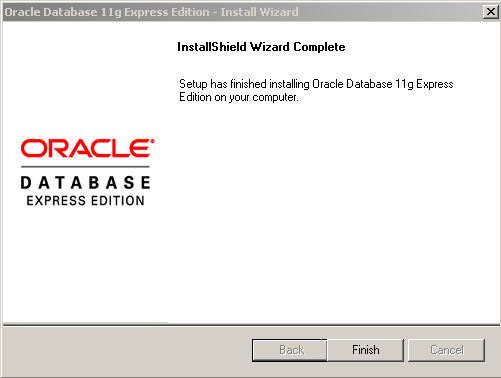 Oracle Database 11g Express Edition - Install Wizard
InstallShield Wizard Complete
Setup has finished installing Oracle Database 11g Express
Edition on your computer.
ORACLE
DATABASE
EXPRESS EDITION
Back
Finish
Cancel